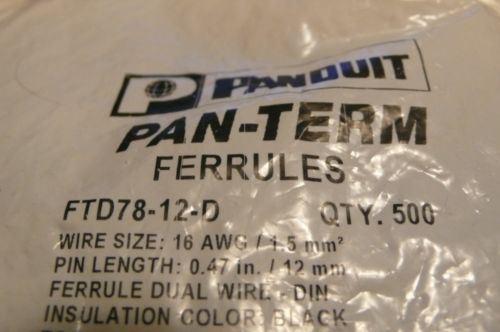 P PANDUIT
PAN-TERM
FERRULES
FTD78-12-D QTY. 500
WIRE SIZE: 16 AWG / 1.5 mm²
PIN LENGTH: 0.47 in. / 12 mm
FERRULE DUAL WIRE - DIN
INSULATION COLOR: BLACK